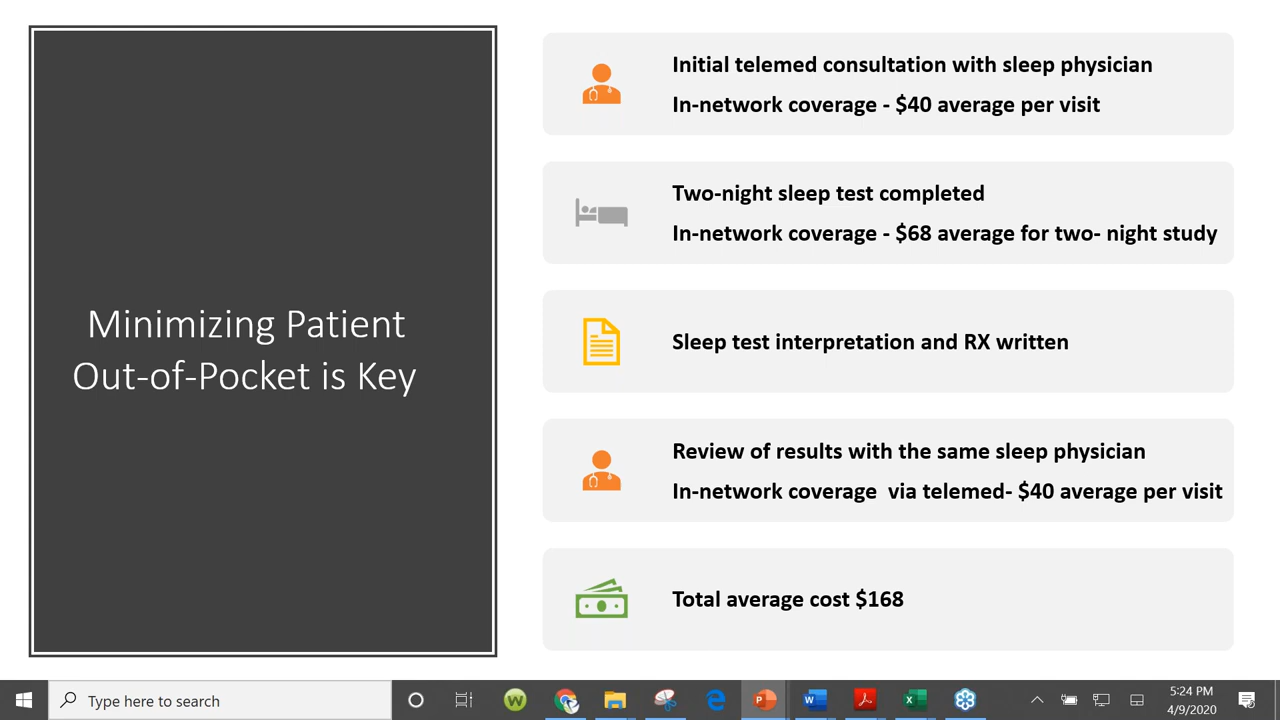 Minimizing Patient
Out-of-Pocket is Key
Initial telemed consultation with sleep physician
In-network coverage - $40 average per visit
Two-night sleep test completed
In-network coverage - $68 average for two- night study
Sleep test interpretation and RX written
Review of results with the same sleep physician
In-network coverage  via telemed- $40 average per visit
Total average cost $168
Type here to search
5:24 PM
4/9/2020